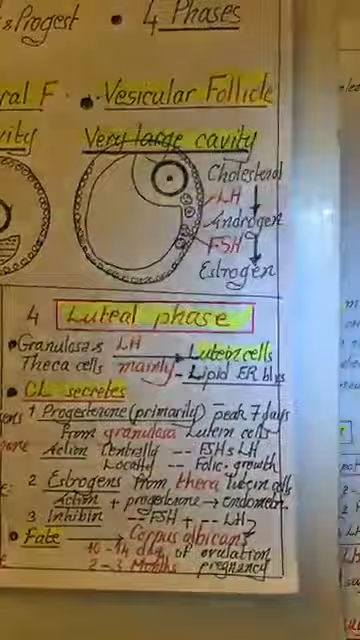 &Progest • 4 Phases
ral F • Vesicular Follicle
vity Very large cavity
Cholesterol
LH
Androgen
FSH
Estrogen
4 Luteal phase
• Granulosa & LH Lutein cells
Theca cells mainly - Lipid ER
• CL secretes
1 Progesterone (primarily) peak 7 days
From granulosa Lutein cells
Action Centrally -- FSH & LH
Locally -- Folic. growth
2 Estrogens from theca lutein cells
Action + progesterone → endomet.
3 Inhibin -- FSH + -- LH
• Fate → Corpus albicans
10-14 day of ovulation
2-3 Months pregnancy